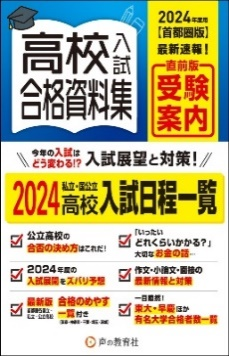 2024年度用
【首都圏版】
最新速報!
高校入試
合格資料集
直前版
受験
案内
今年の入試は
どう変わる!?
入試展望と対策!
2024 私立・国公立
高校 入試日程一覧
公立高校の
合否の決め方はこれだ!
「いったい
どれくらいかかる?」
大切なお金の話…
2024年度の
入試展開をズバリ予想
作文・小論文・面接の
最新情報と対策
最新版
合格のめやす
一覧付き
一目瞭然!
東大・早慶ほか
有名大学合格者数一覧
声の教育社